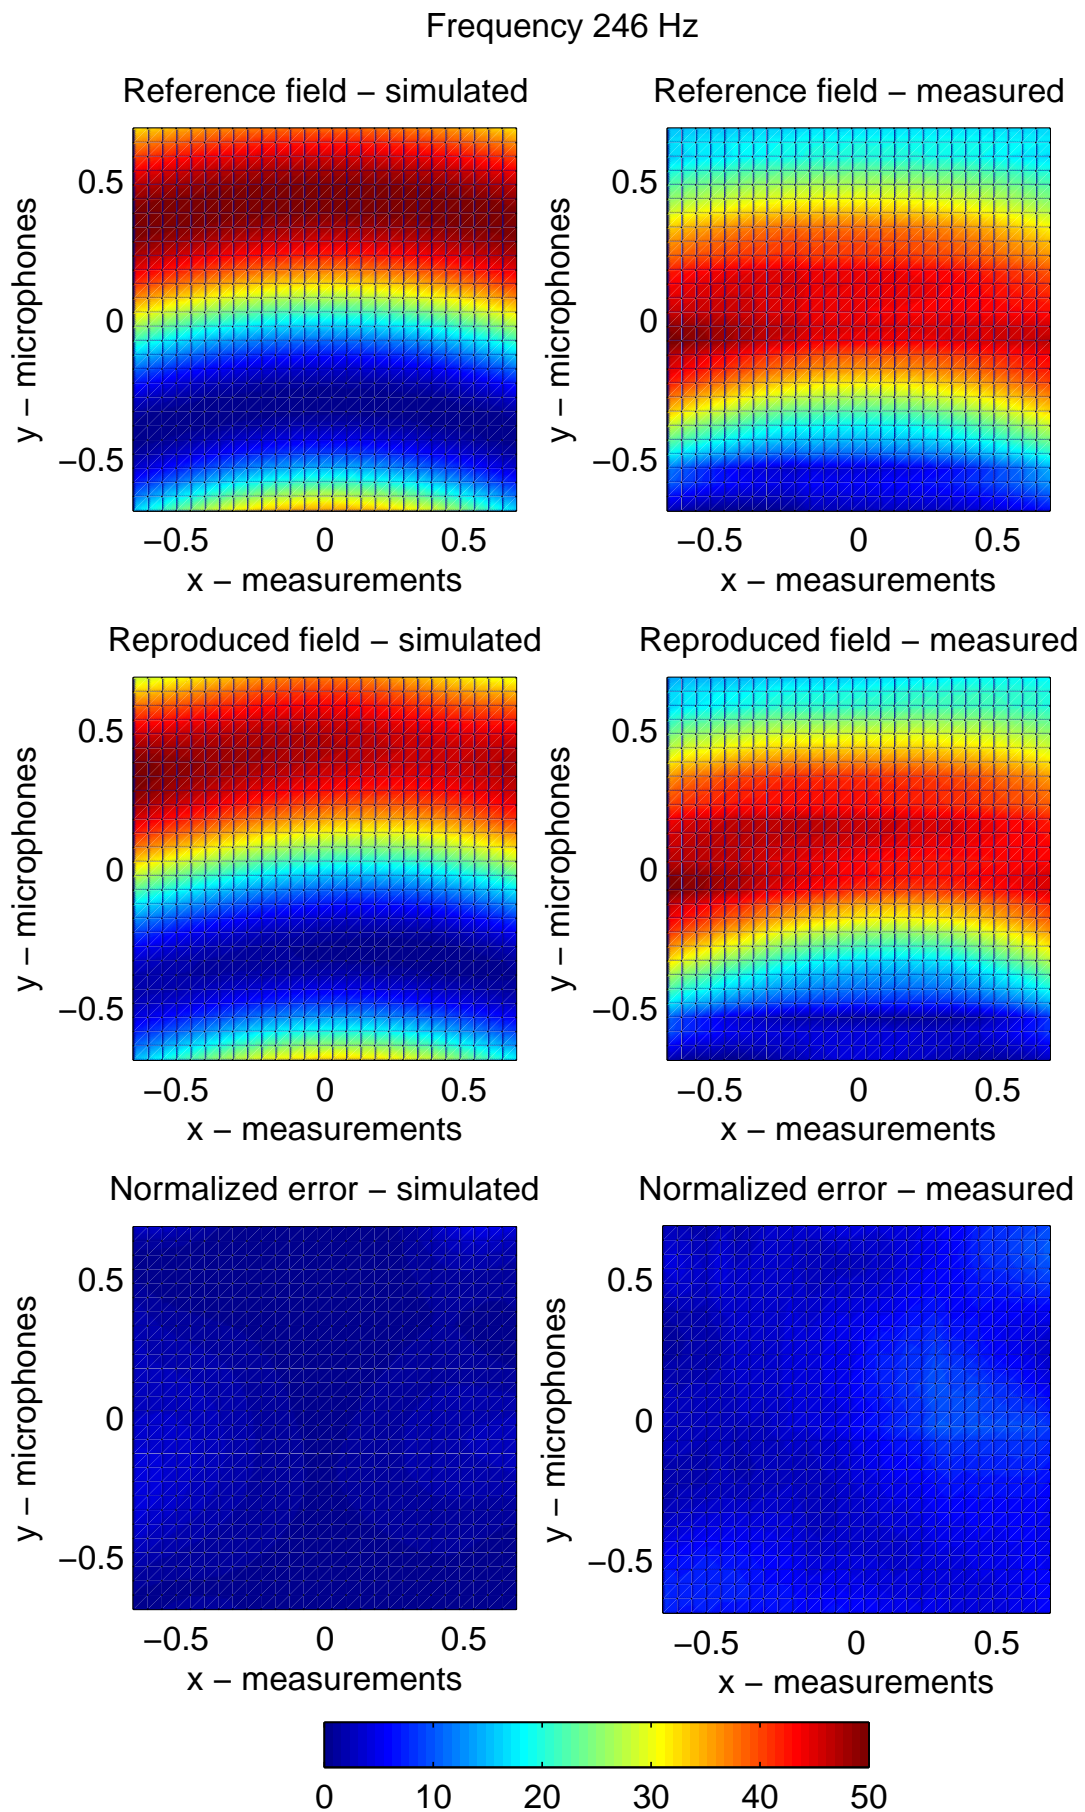 Frequency 246 Hz
Reference field − simulated
Reference field − measured
0.5
0
−0.5
y − microphones
−0.5 0 0.5
x − measurements
0.5
0
−0.5
y − microphones
−0.5 0 0.5
x − measurements
Reproduced field − simulated
Reproduced field − measured
0.5
0
−0.5
y − microphones
−0.5 0 0.5
x − measurements
0.5
0
−0.5
y − microphones
−0.5 0 0.5
x − measurements
Normalized error − simulated
Normalized error − measured
0.5
0
−0.5
y − microphones
−0.5 0 0.5
x − measurements
0.5
0
−0.5
y − microphones
−0.5 0 0.5
x − measurements
0 10 20 30 40 50